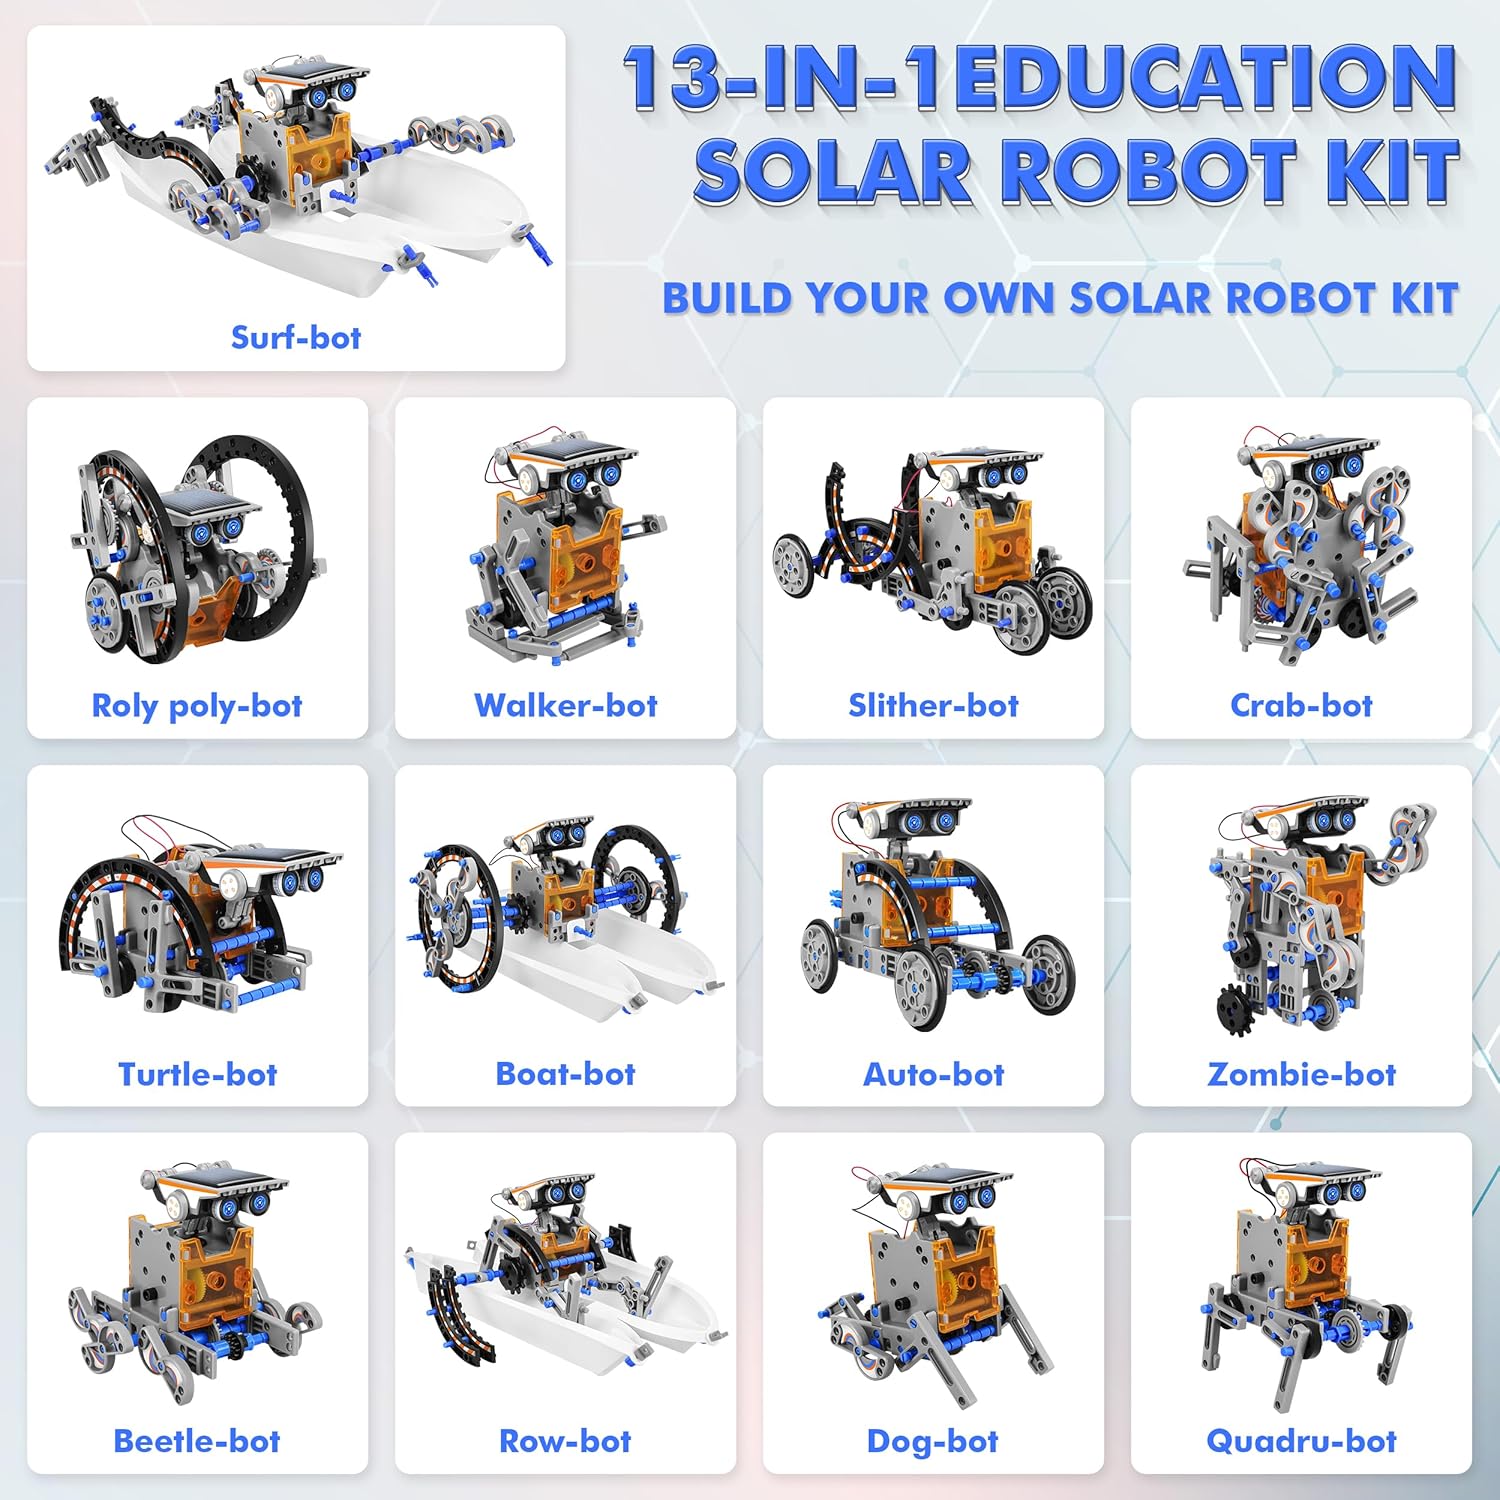 13-IN-1EDUCATION
SOLAR ROBOT KIT
BUILD YOUR OWN SOLAR ROBOT KIT
Surf-bot
Roly poly-bot
Walker-bot
Slither-bot
Crab-bot
Turtle-bot
Boat-bot
Auto-bot
Zombie-bot
Beetle-bot
Row-bot
Dog-bot
Quadru-bot